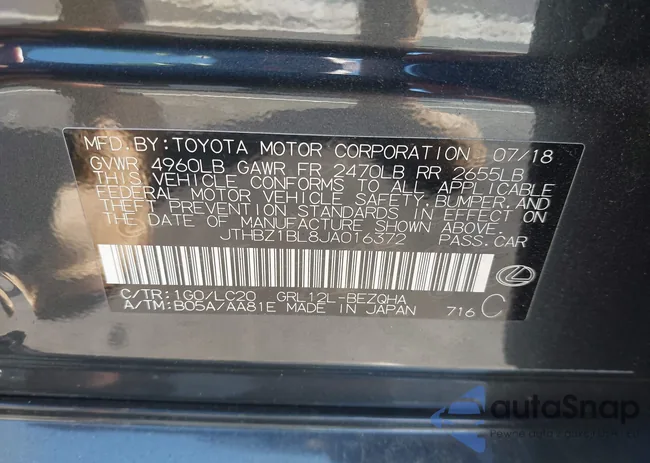 MFD.BY:TOYOTA MOTOR CORPORATION 07/18
GVWR 4960LB GAWR FR 2470LB RR 2655LB
THIS VEHICLE CONFORMS TO ALL APPLICABLE
FEDERAL MOTOR VEHICLE SAFETY,BUMPER,AND
THEFT PREVENTION STANDARDS IN EFFECT ON
THE DATE OF MANUFACTURE SHOWN ABOVE.
JTHBZ1BL8JA016372 PASS.CAR
C/TR:1G0/LC20 GRL12L-BEZQHA
A/TM:B05A/AA81E MADE IN JAPAN 716 C
autoSnap